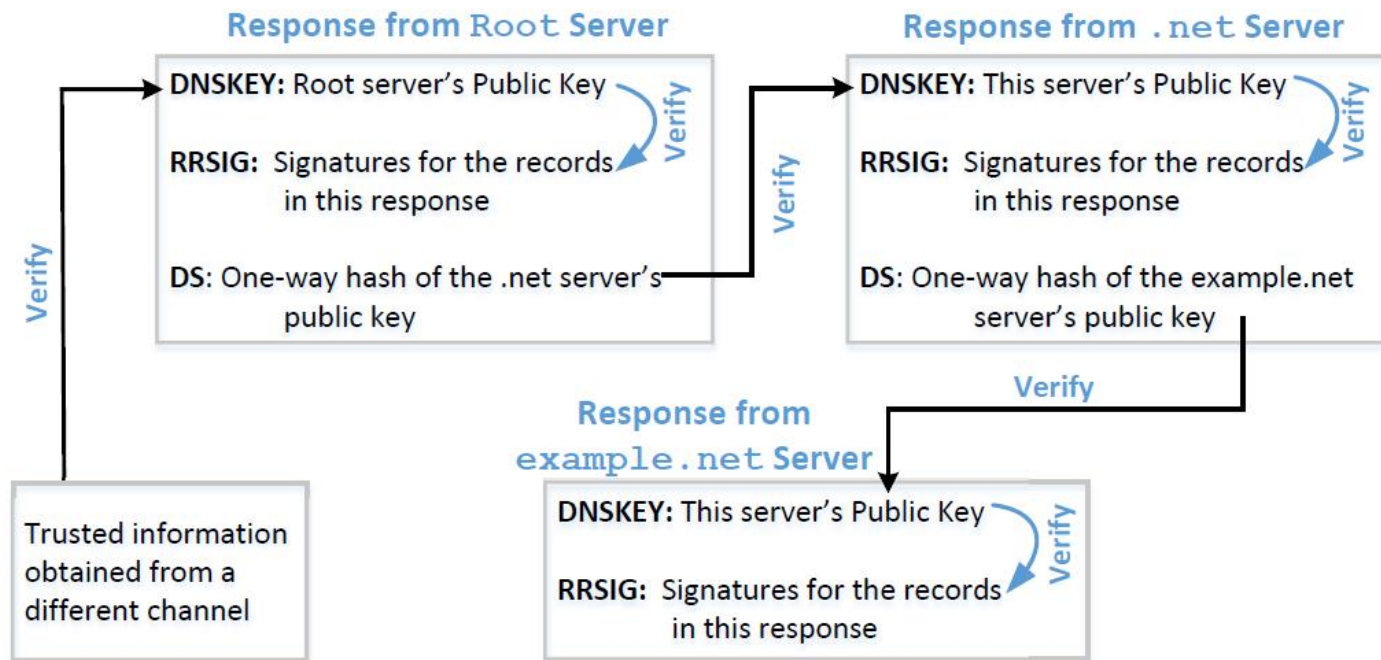 Response from Root Server
DNSKEY: Root server's Public Key
Verify
RRSIG: Signatures for the records
in this response
DS: One-way hash of the .net server's
public key
Verify
Verify
Response from .net Server
DNSKEY: This server's Public Key
Verify
RRSIG: Signatures for the records
in this response
DS: One-way hash of the example.net
server's public key
Verify
Response from
example.net Server
DNSKEY: This server's Public Key
Verify
RRSIG: Signatures for the records
in this response
Trusted information
obtained from a
different channel